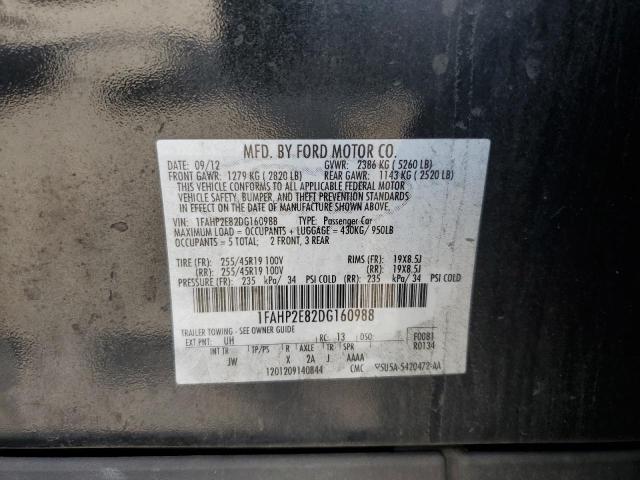 MFD. BY FORD MOTOR CO.
DATE: 09/12 GVWR: 2386 KG ( 5260 LB)
FRONT GAWR: 1279 KG ( 2820 LB) REAR GAWR: 1143 KG ( 2520 LB)
THIS VEHICLE CONFORMS TO ALL APPLICABLE FEDERAL MOTOR
VEHICLE SAFETY, BUMPER, AND THEFT PREVENTION STANDARDS
IN EFFECT ON THE DATE OF MANUFACTURE SHOWN ABOVE.
VIN: 1FAHP2E82DG160988 TYPE: Passenger Car
MAXIMUM LOAD = OCCUPANTS + LUGGAGE = 430KG/ 950LB
OCCUPANTS = 5 TOTAL; 2 FRONT, 3 REAR
TIRE (FR): 255/45R19 100V RIMS (FR): 19X8.5J
(RR): 255/45R19 100V (RR): 19X8.5J
PRESSURE (FR): 235 kPa/ 34 PSI COLD (RR): 235 kPa/ 34 PSI COLD
1FAHP2E82DG160988
TRAILER TOWING - SEE OWNER GUIDE
EXT PNT: UH RC: 13 DSO: F0081
R0134
INT TR TP/PS R AXLE TR SPR
JW X 2A J AAAA
1201209140844 CMC 5U5A-5420472-AA